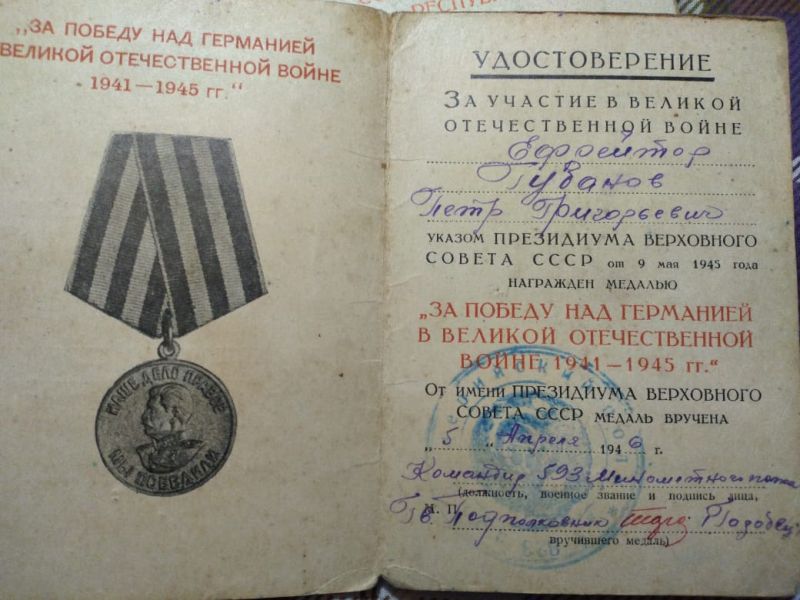 „ЗА ПОБЕДУ НАД ГЕРМАНИЕЙ
ВЕЛИКОЙ ОТЕЧЕСТВЕННОЙ ВОЙНЕ
1941—1945 гг."
НАШЕ ДЕЛО ПРАВОЕ
МЫ ПОБЕДИЛИ
УДОСТОВЕРЕНИЕ
ЗА УЧАСТИЕ В ВЕЛИКОЙ
ОТЕЧЕСТВЕННОЙ ВОЙНЕ
Ефрейтор
Губанов
Петр Григорьевич
УКАЗОМ ПРЕЗИДИУМА ВЕРХОВНОГО
СОВЕТА СССР от 9 мая 1945 года
НАГРАЖДЕН МЕДАЛЬЮ
„ЗА ПОБЕДУ НАД ГЕРМАНИЕЙ
В ВЕЛИКОЙ ОТЕЧЕСТВЕННОЙ
ВОЙНЕ 1941—1945 гг."
От имени ПРЕЗИДИУМА ВЕРХОВНОГО
СОВЕТА СССР МЕДАЛЬ ВРУЧЕНА
„5" Апреля 1946 г.
Командир 593 Минометного полка
(должность, воинское звание и подпись лица,
М. П.
Гв. Подполковник
вручившего медаль)